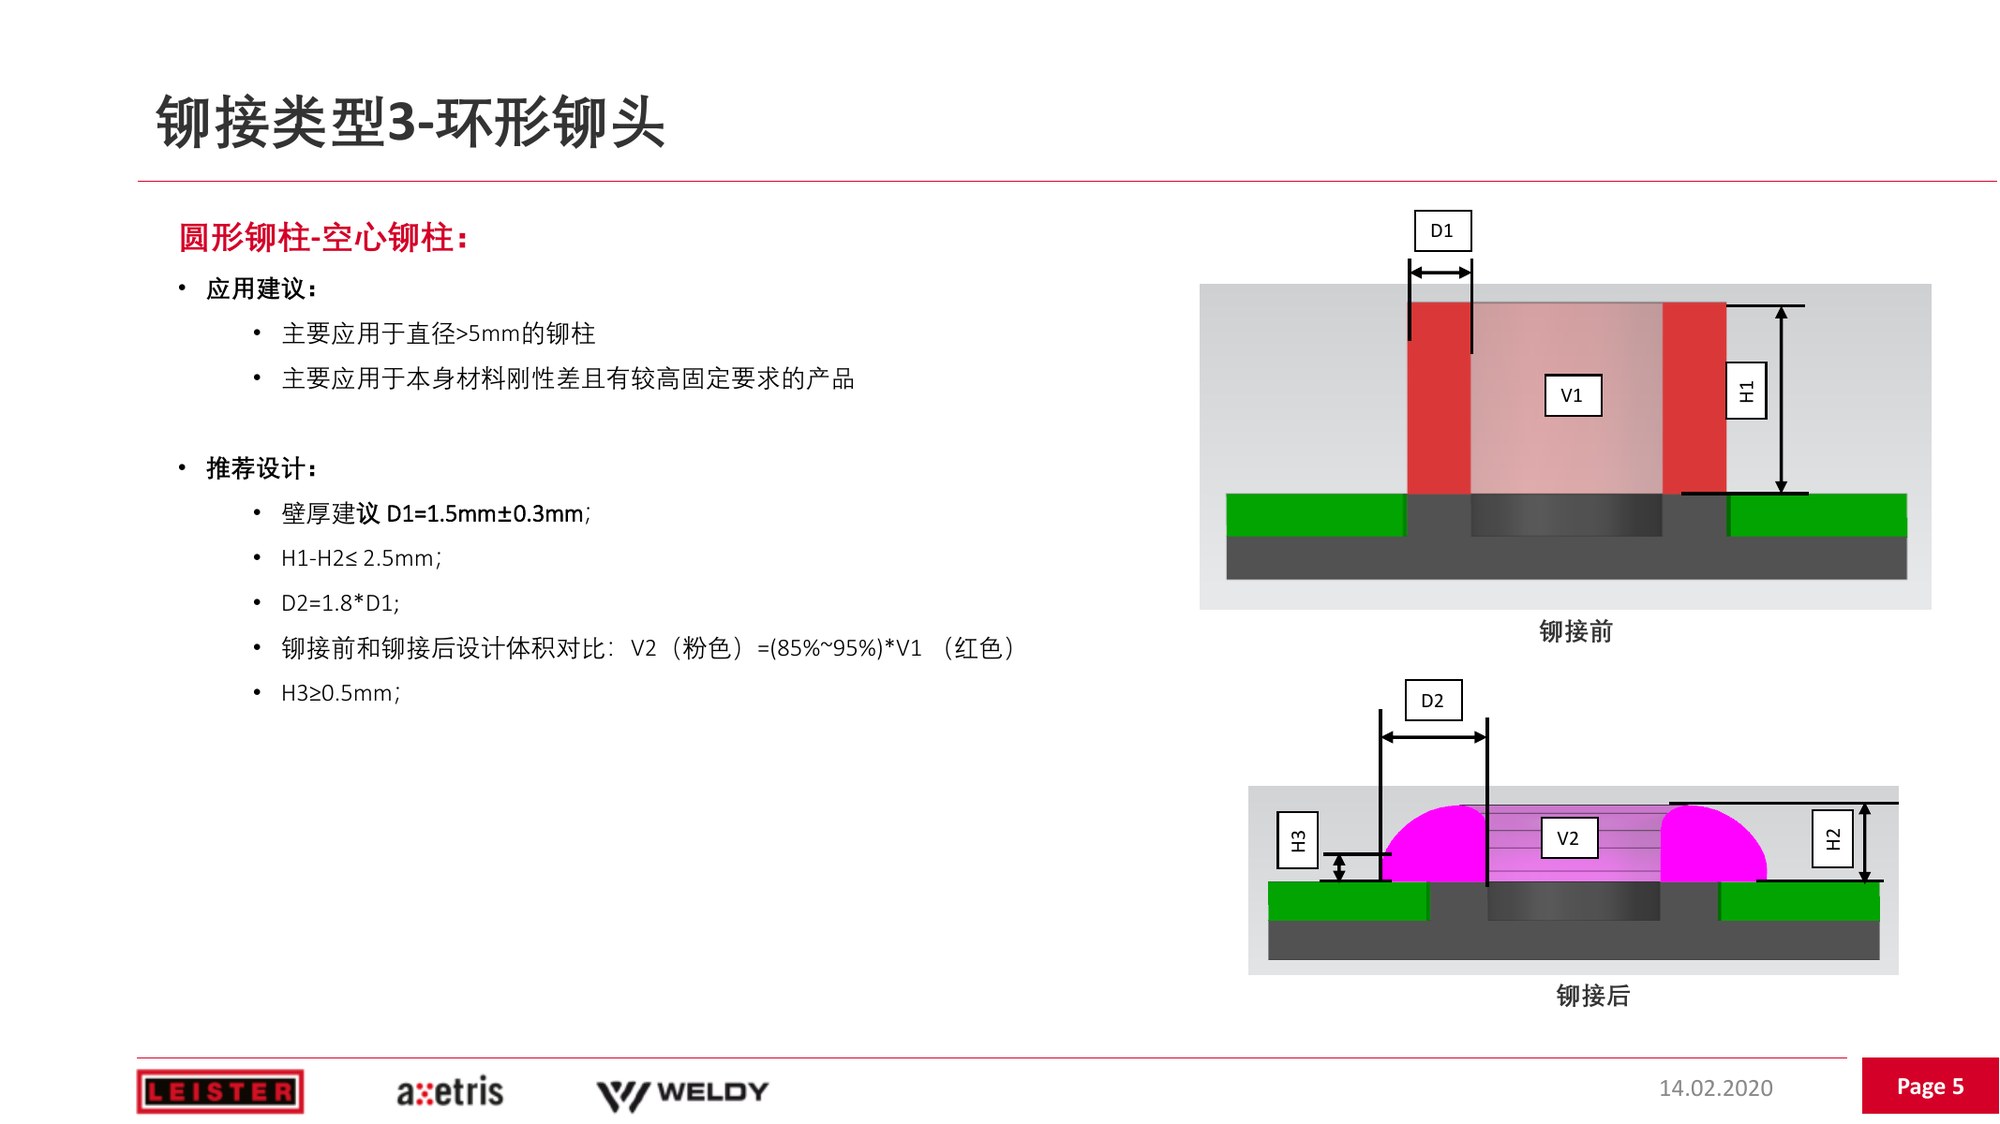 铆接类型3-环形铆头
圆形铆柱-空心铆柱：
• 应用建议：
• 主要应用于直径>5mm的铆柱
• 主要应用于本身材料刚性差且有较高固定要求的产品
• 推荐设计：
• 壁厚建议 D1=1.5mm±0.3mm；
• H1-H2≤ 2.5mm；
• D2=1.8*D1;
• 铆接前和铆接后设计体积对比：V2（粉色）=(85%~95%)*V1 （红色）
• H3≥0.5mm；
D1
V1
H1
铆接前
D2
H3
V2
H2
铆接后
LEISTER
axetris
WELDY
14.02.2020
Page 5